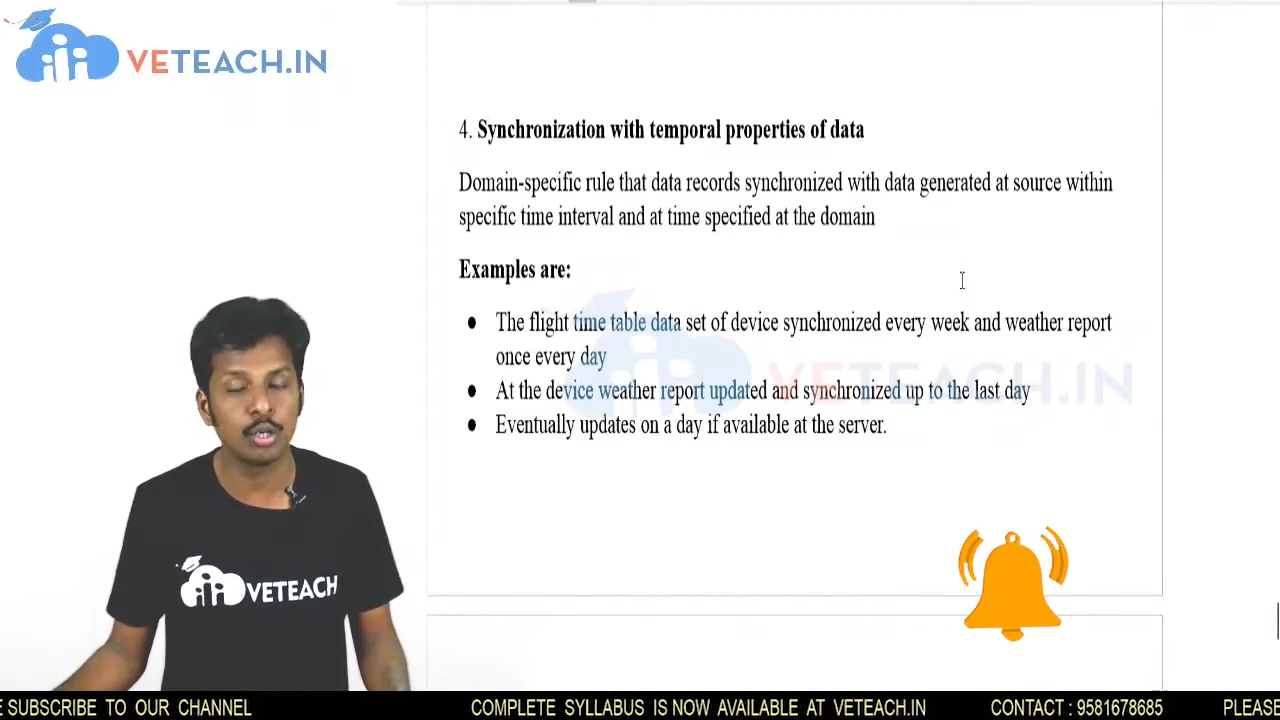 VETEACH.IN
4. Synchronization with temporal properties of data
Domain-specific rule that data records synchronized with data generated at source within
specific time interval and at time specified at the domain
Examples are:
● The flight time table data set of device synchronized every week and weather report
once every day
● At the device weather report updated and synchronized up to the last day
● Eventually updates on a day if available at the server.
VETEACH.IN
VETEACH
E SUBSCRIBE TO OUR CHANNEL COMPLETE SYLLABUS IS NOW AVAILABLE AT VETEACH.IN CONTACT : 9581678685 PLEASE